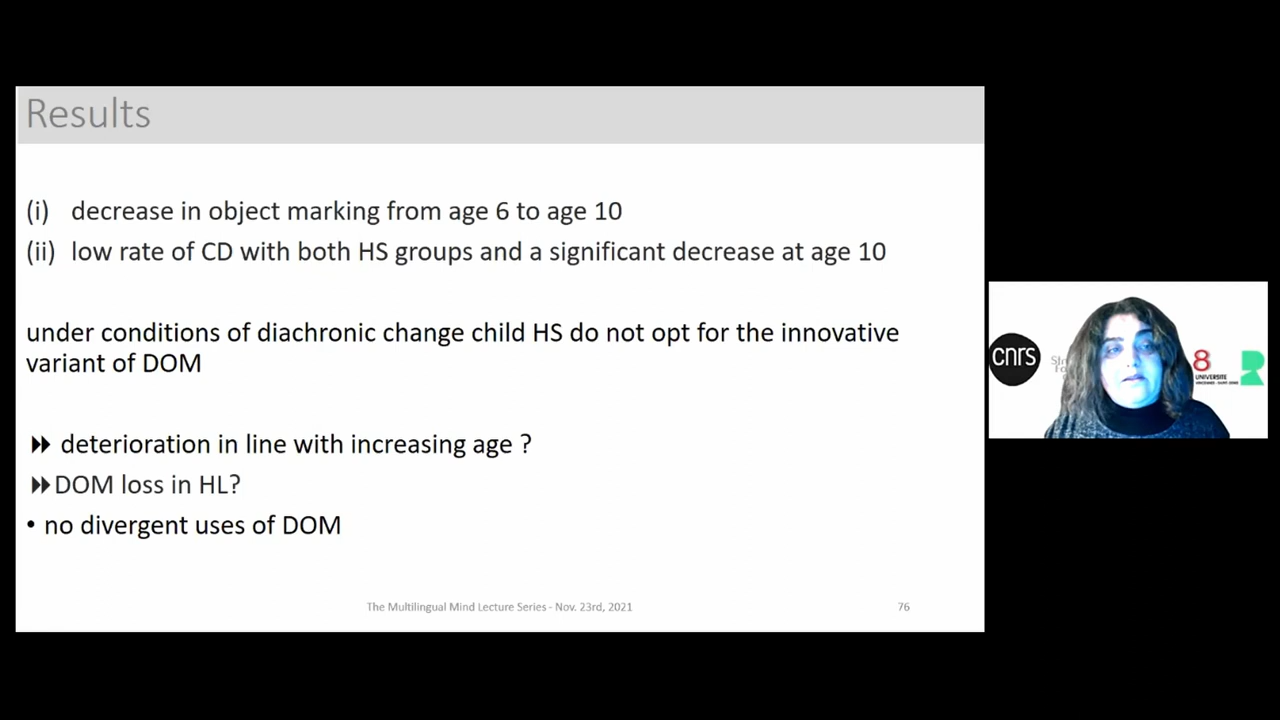 Results
(i) decrease in object marking from age 6 to age 10
(ii) low rate of CD with both HS groups and a significant decrease at age 10
under conditions of diachronic change child HS do not opt for the innovative
variant of DOM
deterioration in line with increasing age ?
DOM loss in HL?
• no divergent uses of DOM
The Multilingual Mind Lecture Series - Nov. 23rd, 2021
76
cnrs
8
UNIVERSITE